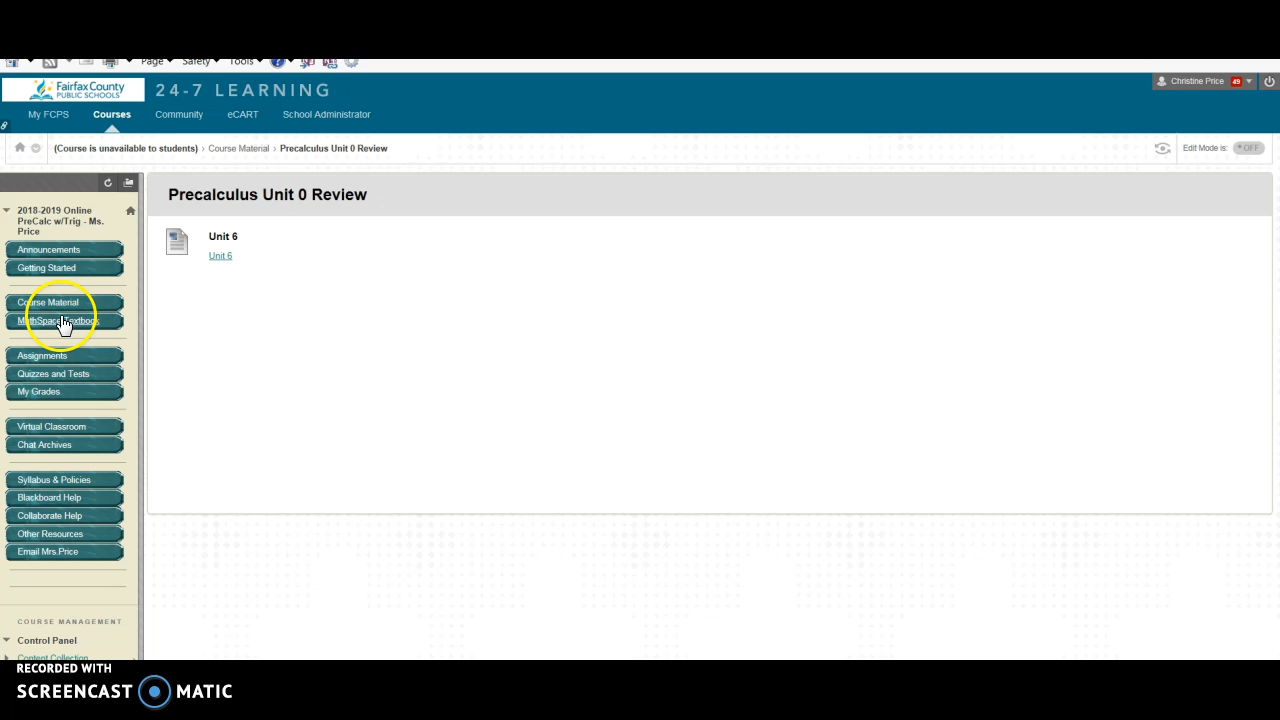 Page Safety Tools
Fairfax County
PUBLIC SCHOOLS
24-7 LEARNING
Christine Price 49
My FCPS Courses Community eCART School Administrator
(Course is unavailable to students) › Course Material › Precalculus Unit 0 Review
Edit Mode is: OFF
2018-2019 Online
PreCalc w/Trig - Ms.
Price
Announcements
Getting Started
Course Material
MathSpace Textbook
Assignments
Quizzes and Tests
My Grades
Virtual Classroom
Chat Archives
Syllabus & Policies
Blackboard Help
Collaborate Help
Other Resources
Email Mrs.Price
COURSE MANAGEMENT
Control Panel
Content Collection
Precalculus Unit 0 Review
Unit 6
Unit 6
RECORDED WITH
SCREENCAST MATIC